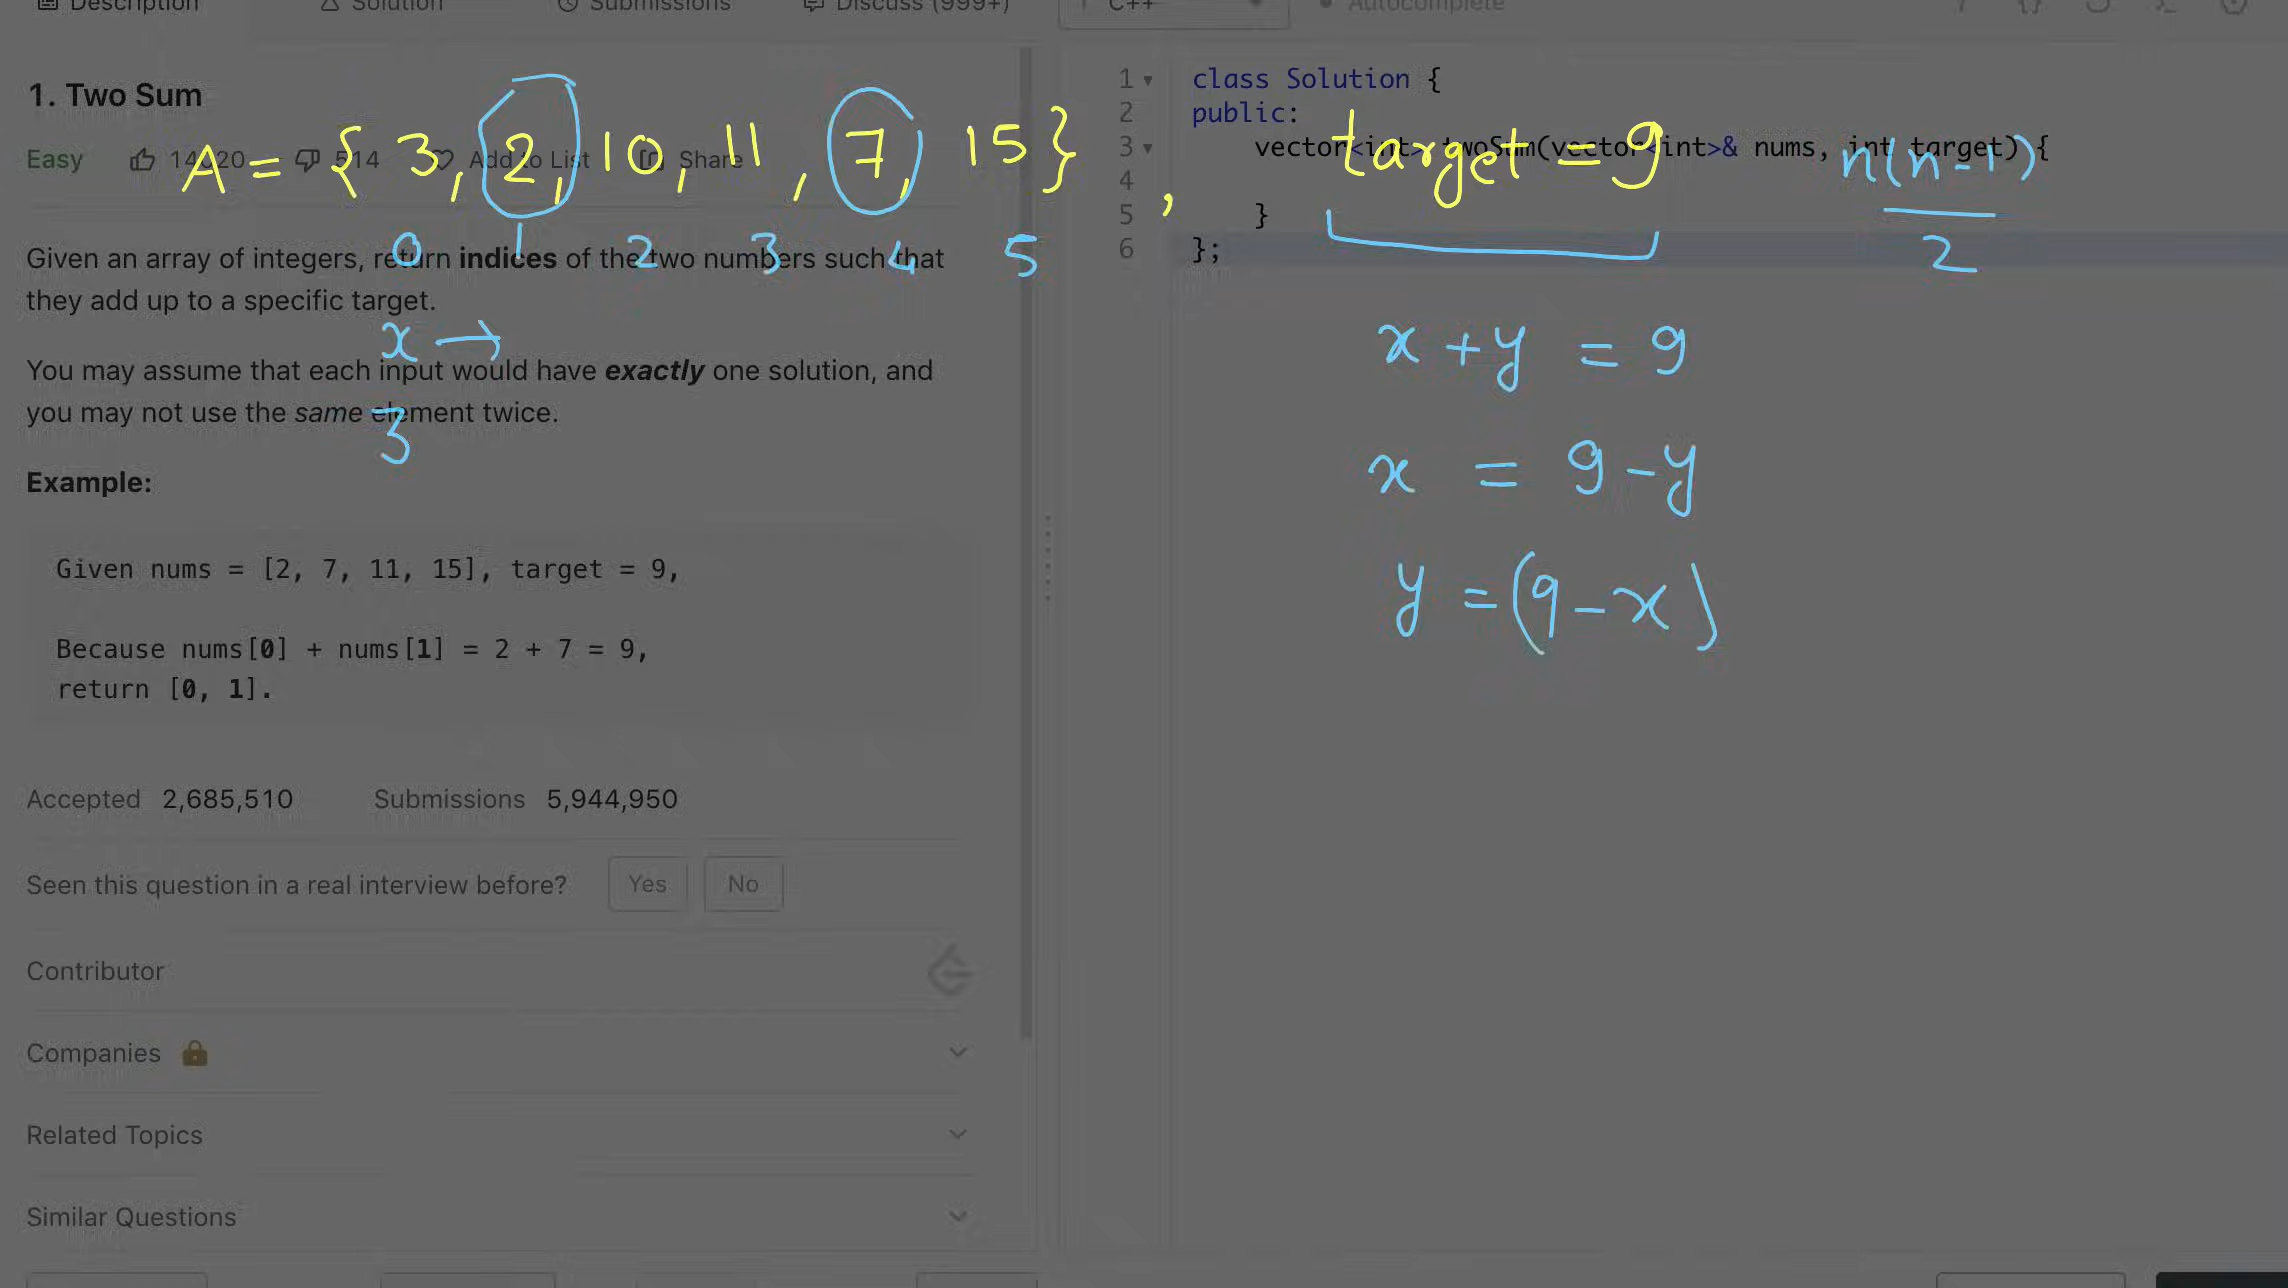 Description Solution Submissions Discuss (999+) C++ Autocomplete
1. Two Sum
Easy 14020 514 Add to List Share
A = { 3, 2, 10, 11, 7, 15 } , target = 9
0 1 2 3 4 5
n(n-1)
2
Given an array of integers, return indices of the two numbers such that
they add up to a specific target.
x →
You may assume that each input would have exactly one solution, and
you may not use the same element twice.
3
Example:
Given nums = [2, 7, 11, 15], target = 9,
Because nums[0] + nums[1] = 2 + 7 = 9,
return [0, 1].
Accepted 2,685,510 Submissions 5,944,950
Seen this question in a real interview before? Yes No
Contributor
Companies
Related Topics
Similar Questions
1 class Solution {
2 public:
3 vector<int> twoSum(vector<int>& nums, int target) {
4
5 }
6 };
x + y = 9
x = 9 - y
y = (9 - x)